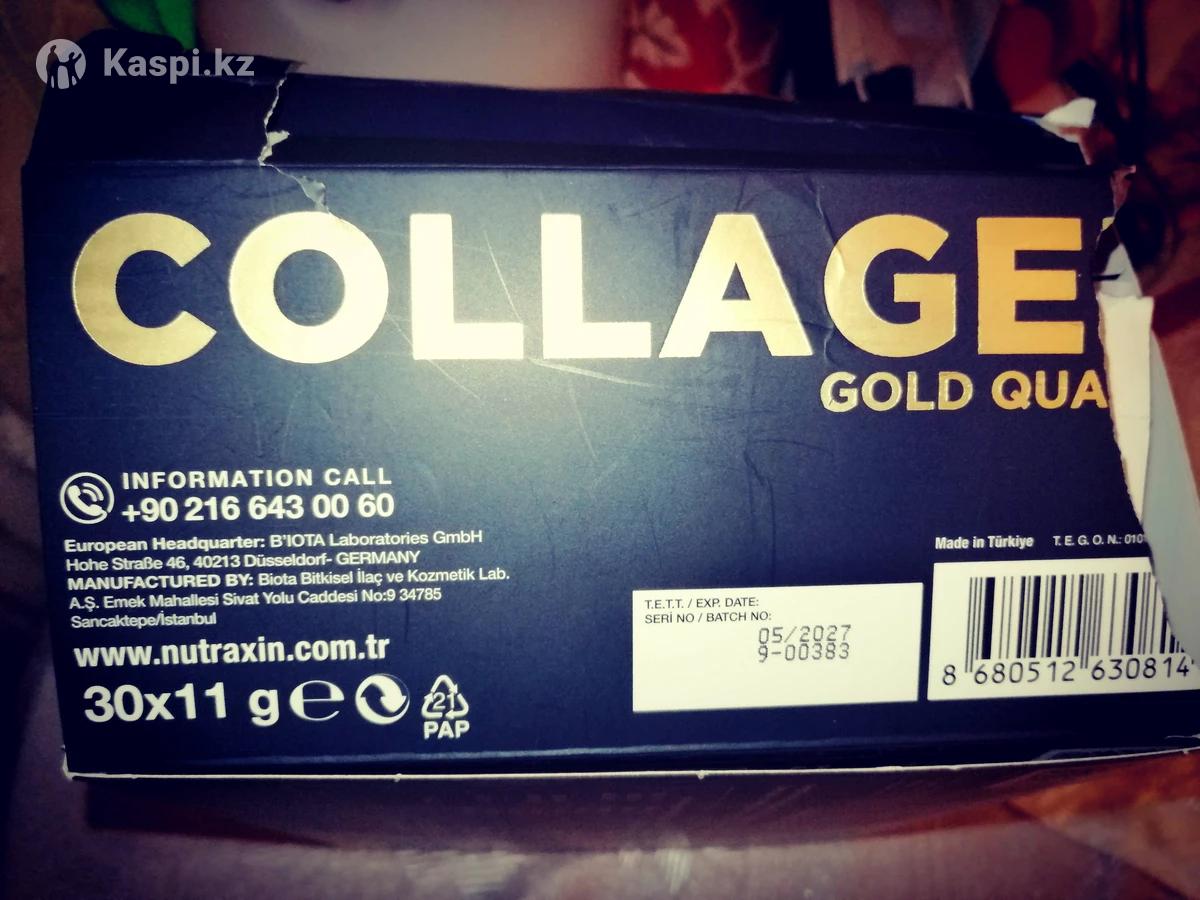 Kaspi.kz
COLLAGE
GOLD QUA
INFORMATION CALL
+90 216 643 00 60
European Headquarter: B'IOTA Laboratories GmbH
Hohe Straße 46, 40213 Düsseldorf- GERMANY
MANUFACTURED BY: Biota Bitkisel İlaç ve Kozmetik Lab.
A.Ş. Emek Mahallesi Sivat Yolu Caddesi No:9 34785
Sancaktepe/İstanbul
www.nutraxin.com.tr
30x11 g e
21
PAP
T.E.T.T. / EXP. DATE:
SERİ NO / BATCH NO:
05/2027
9-00383
Made in Türkiye T. E. G. O. N.: 010
8 680512 630814